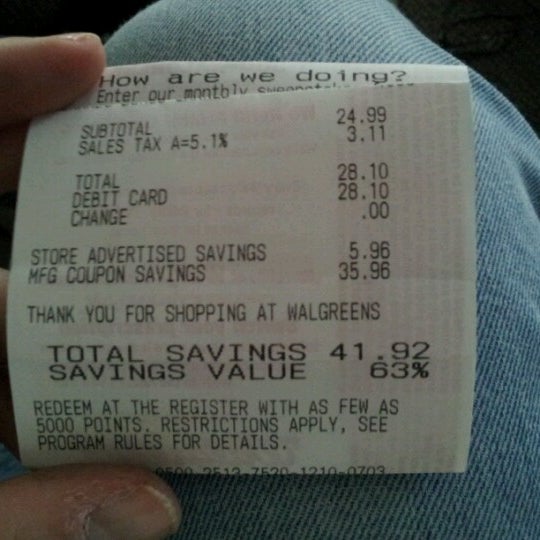 How are we doing?
Enter our monthly
SUBTOTAL 24.99
SALES TAX A=5.1% 3.11
TOTAL 28.10
DEBIT CARD 28.10
CHANGE .00
STORE ADVERTISED SAVINGS 5.96
MFG COUPON SAVINGS 35.96
THANK YOU FOR SHOPPING AT WALGREENS
TOTAL SAVINGS 41.92
SAVINGS VALUE 63%
REDEEM AT THE REGISTER WITH AS FEW AS
5000 POINTS. RESTRICTIONS APPLY, SEE
PROGRAM RULES FOR DETAILS.